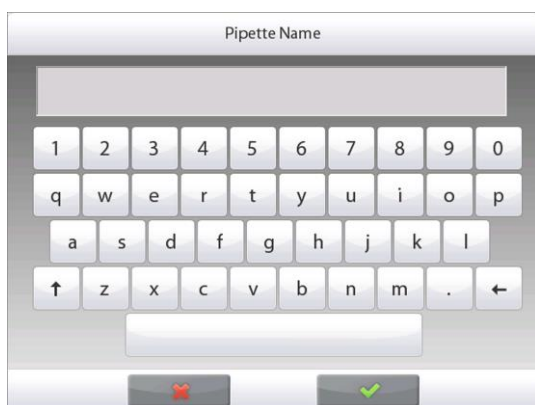 Pipette Name
1 2 3 4 5 6 7 8 9 0
q w e r t y u i o p
a s d f g h j k l
↑ z x c v b n m . ←